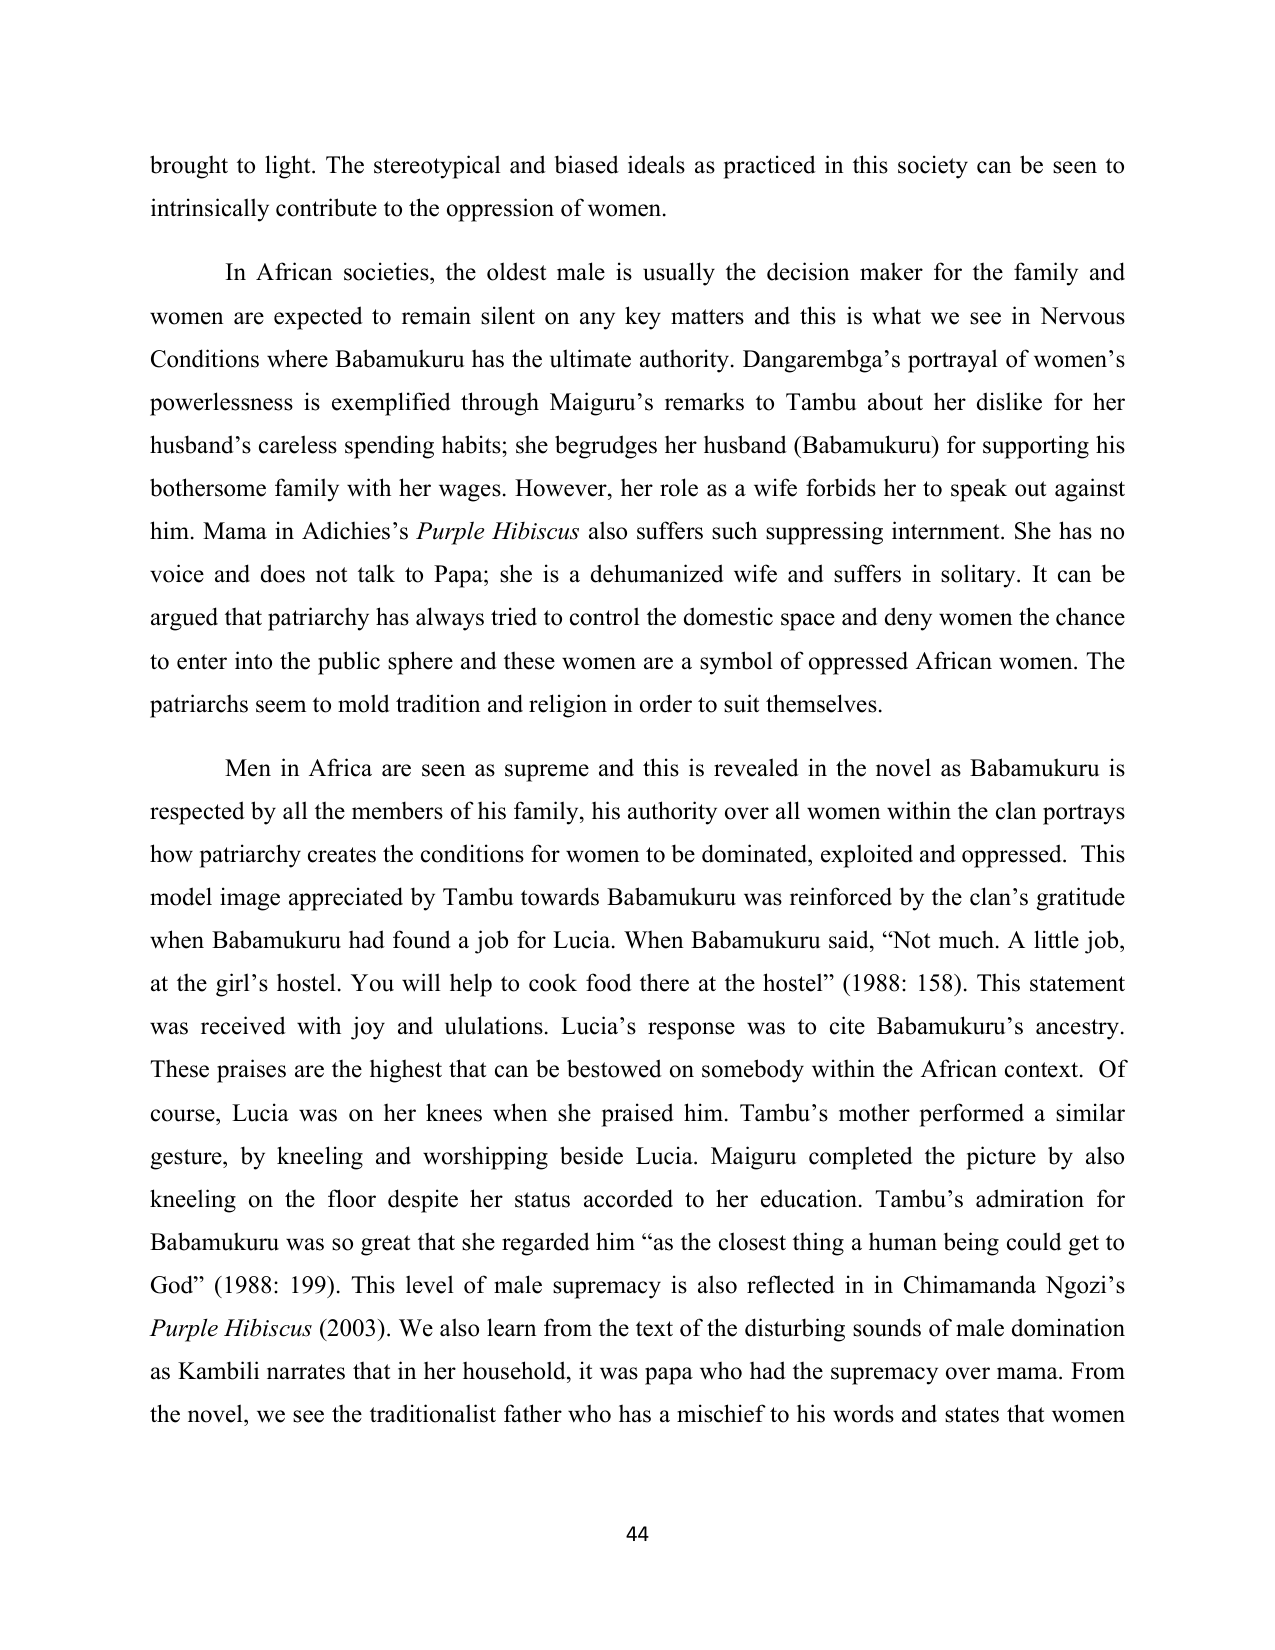 brought to light. The stereotypical and biased ideals as practiced in this society can be seen to
intrinsically contribute to the oppression of women.
In African societies, the oldest male is usually the decision maker for the family and
women are expected to remain silent on any key matters and this is what we see in Nervous
Conditions where Babamukuru has the ultimate authority. Dangarembga’s portrayal of women’s
powerlessness is exemplified through Maiguru’s remarks to Tambu about her dislike for her
husband’s careless spending habits; she begrudges her husband (Babamukuru) for supporting his
bothersome family with her wages. However, her role as a wife forbids her to speak out against
him. Mama in Adichies’s Purple Hibiscus also suffers such suppressing internment. She has no
voice and does not talk to Papa; she is a dehumanized wife and suffers in solitary. It can be
argued that patriarchy has always tried to control the domestic space and deny women the chance
to enter into the public sphere and these women are a symbol of oppressed African women. The
patriarchs seem to mold tradition and religion in order to suit themselves.
Men in Africa are seen as supreme and this is revealed in the novel as Babamukuru is
respected by all the members of his family, his authority over all women within the clan portrays
how patriarchy creates the conditions for women to be dominated, exploited and oppressed.  This
model image appreciated by Tambu towards Babamukuru was reinforced by the clan’s gratitude
when Babamukuru had found a job for Lucia. When Babamukuru said, “Not much. A little job,
at the girl’s hostel. You will help to cook food there at the hostel” (1988: 158). This statement
was received with joy and ululations. Lucia’s response was to cite Babamukuru’s ancestry.
These praises are the highest that can be bestowed on somebody within the African context.  Of
course, Lucia was on her knees when she praised him. Tambu’s mother performed a similar
gesture, by kneeling and worshipping beside Lucia. Maiguru completed the picture by also
kneeling on the floor despite her status accorded to her education. Tambu’s admiration for
Babamukuru was so great that she regarded him “as the closest thing a human being could get to
God” (1988: 199). This level of male supremacy is also reflected in in Chimamanda Ngozi’s
Purple Hibiscus (2003). We also learn from the text of the disturbing sounds of male domination
as Kambili narrates that in her household, it was papa who had the supremacy over mama. From
the novel, we see the traditionalist father who has a mischief to his words and states that women
44